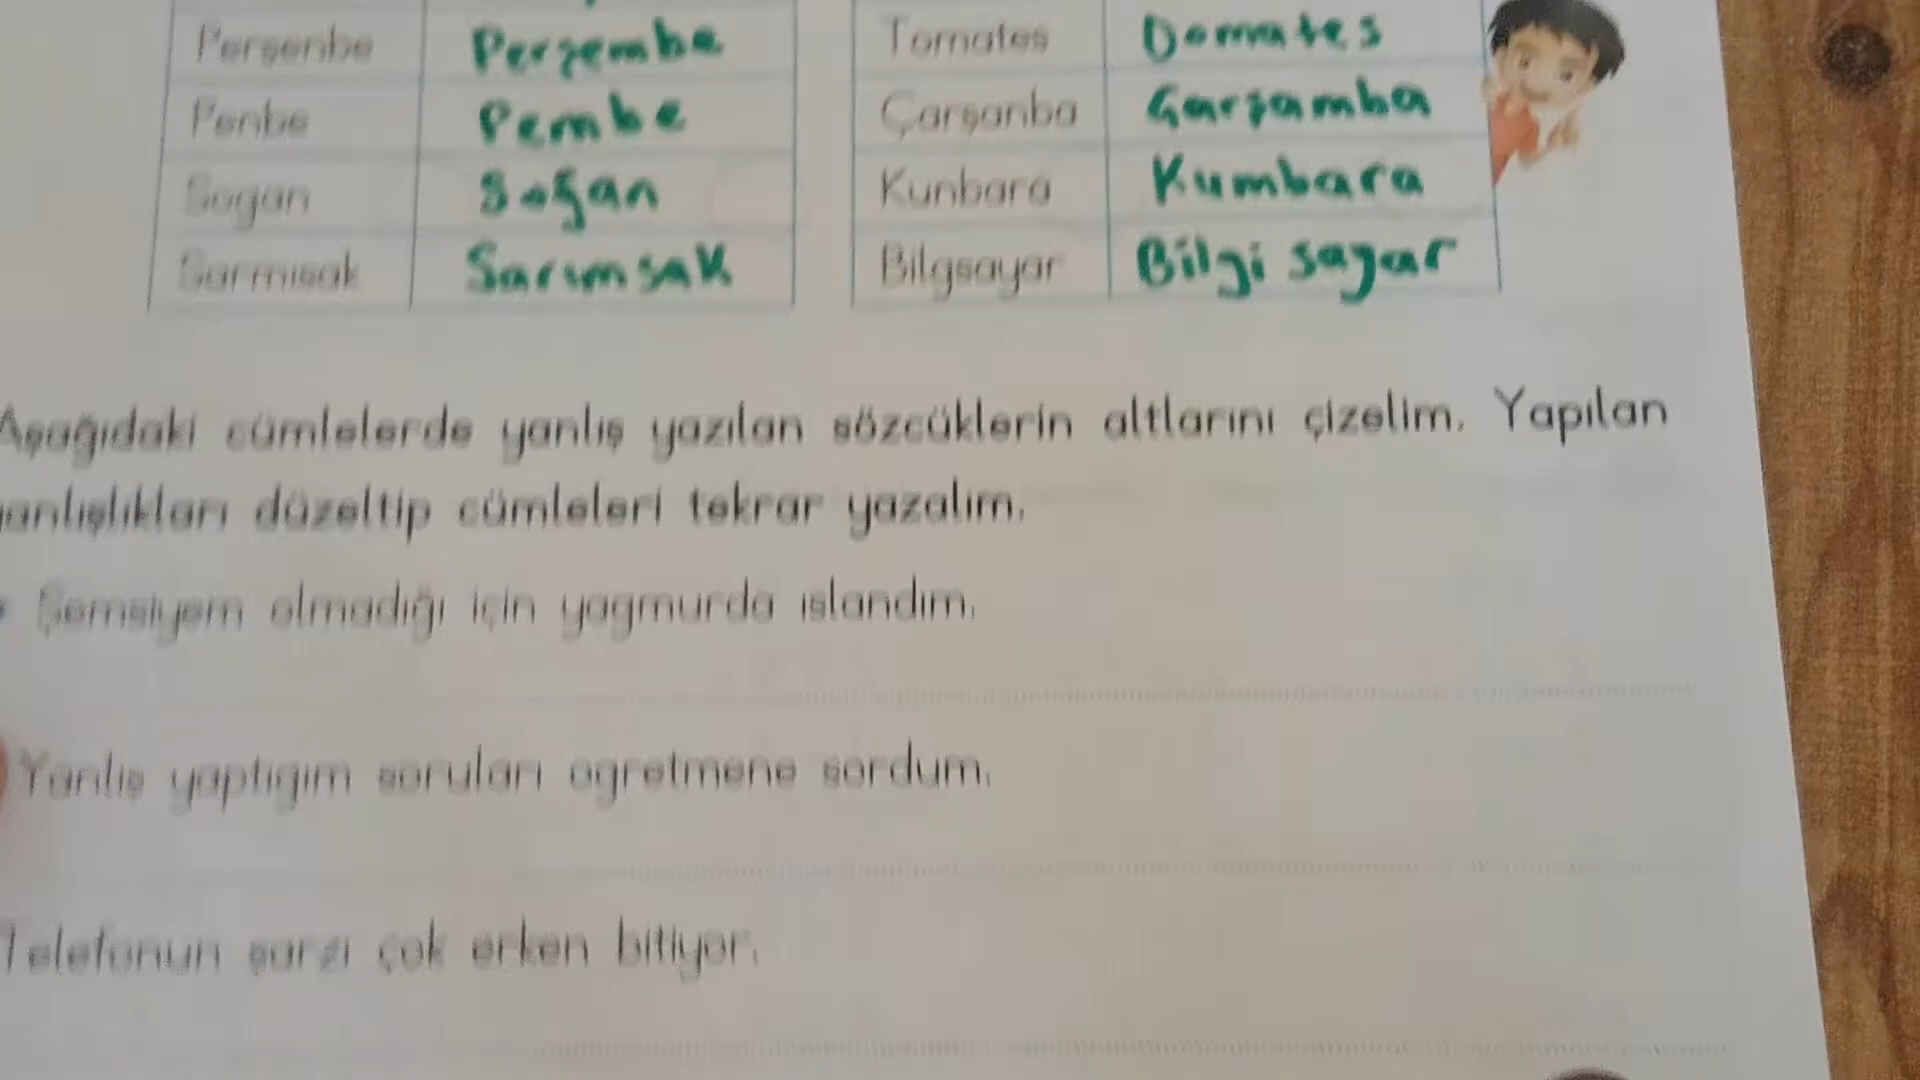 Perşenbe Perşembe Tomates Domates
Penbe Pembe Çarşanba Çarşamba
Sogan Soğan Kunbara Kumbara
Sarmısak Sarımsak Bilgsayar Bilgi sayar
Aşağıdaki cümlelerde yanlış yazılan sözcüklerin altlarını çizelim. Yapılan
yanlışlıkları düzeltip cümleleri tekrar yazalım.
Şemsiyem olmadığı için yagmurda ıslandım.
Yanlış yaptıgım soruları ogretmene sordum.
Telefonun şarzı çok erken bitiyor.